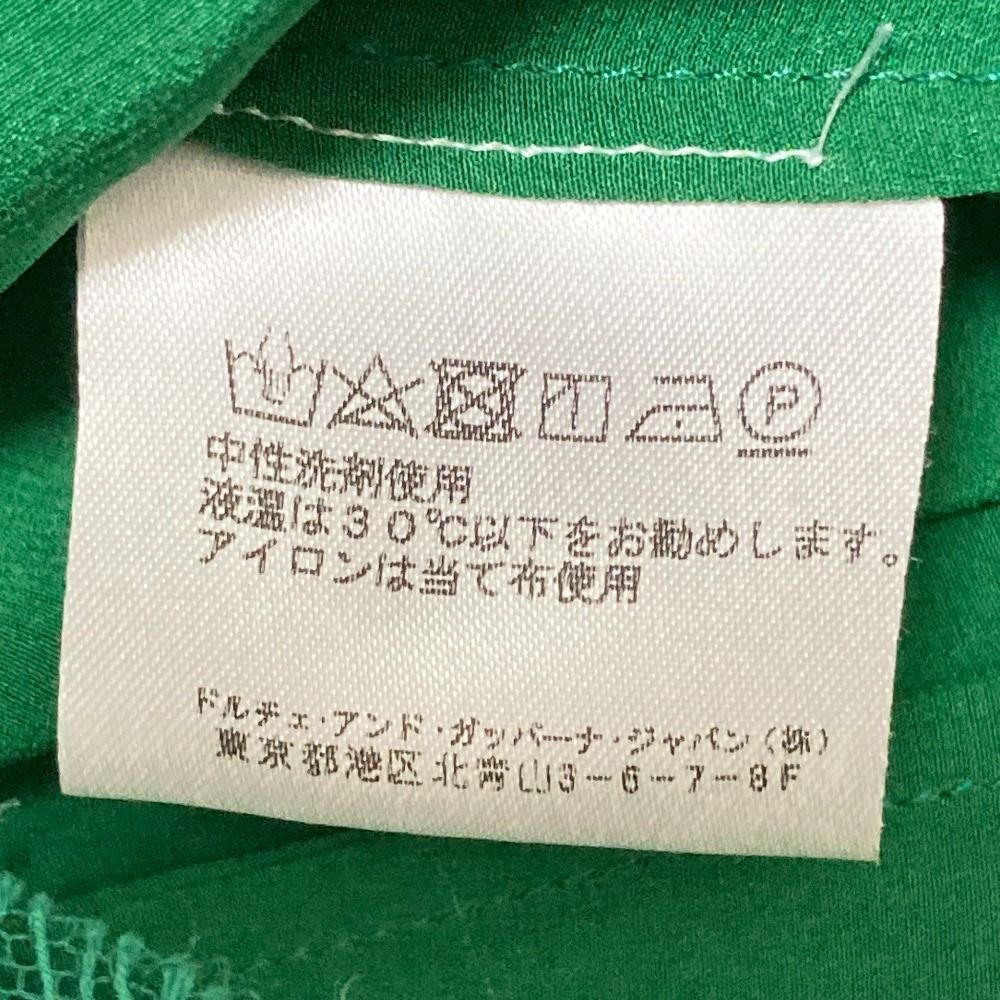 P
中性洗剤使用
液温は30℃以下をお勧めします。
アイロンは当て布使用
ドルチェ・アンド・ガッバーナ・ジャパン(株)
東京都港区北青山3-6-7-8F